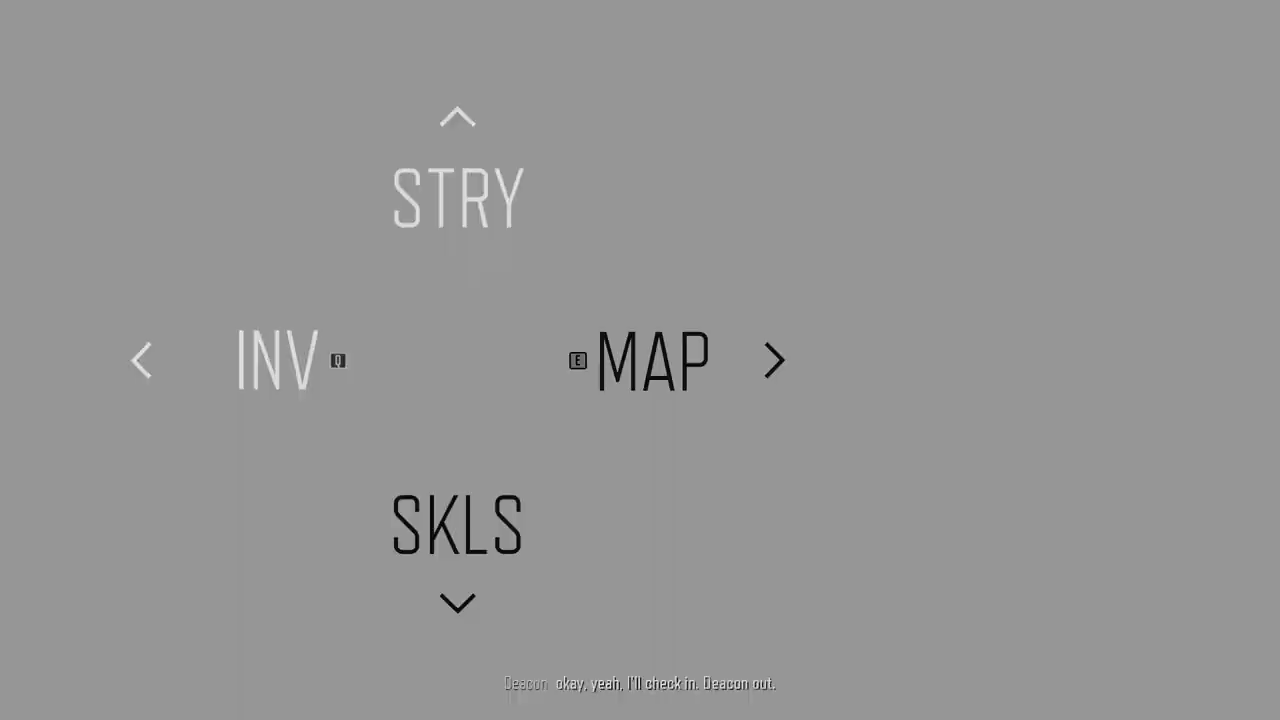 STRY
INV Q
E MAP
SKLS
Deacon okay, yeah, I'll check in. Deacon out.